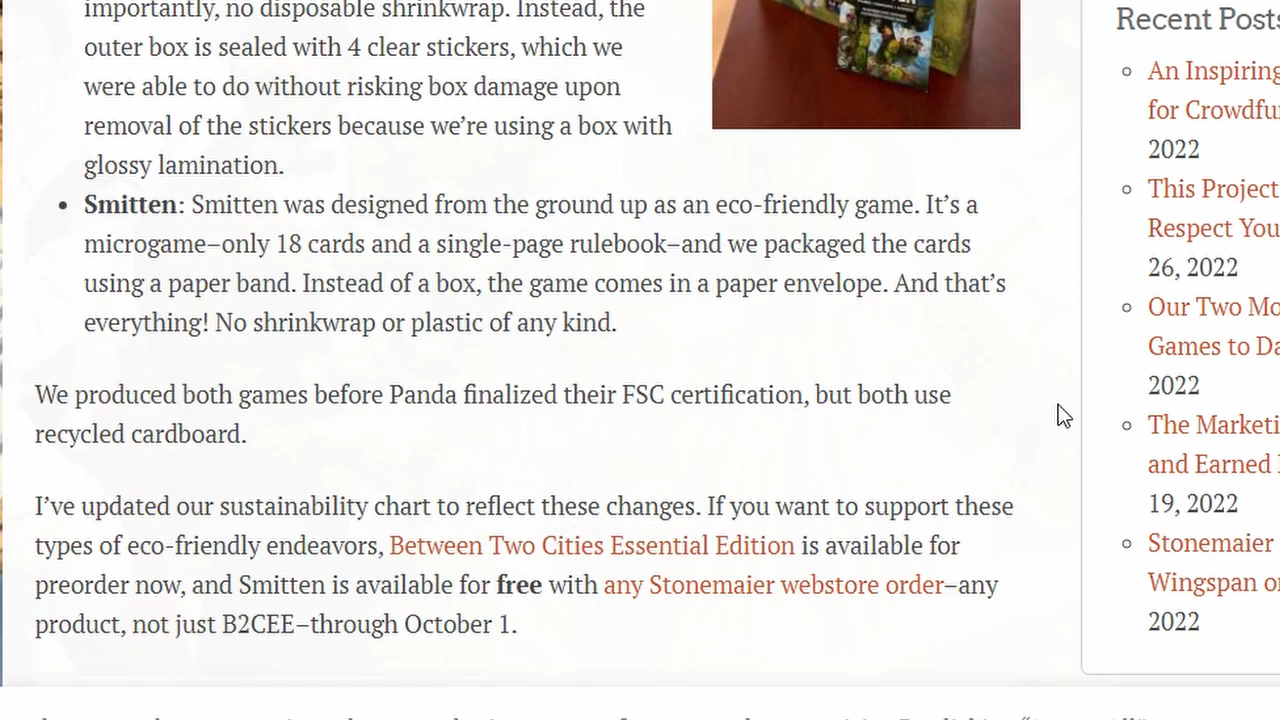 importantly, no disposable shrinkwrap. Instead, the
outer box is sealed with 4 clear stickers, which we
were able to do without risking box damage upon
removal of the stickers because we’re using a box with
glossy lamination.
• Smitten: Smitten was designed from the ground up as an eco-friendly game. It’s a
microgame–only 18 cards and a single-page rulebook–and we packaged the cards
using a paper band. Instead of a box, the game comes in a paper envelope. And that’s
everything! No shrinkwrap or plastic of any kind.
We produced both games before Panda finalized their FSC certification, but both use
recycled cardboard.
I’ve updated our sustainability chart to reflect these changes. If you want to support these
types of eco-friendly endeavors, Between Two Cities Essential Edition is available for
preorder now, and Smitten is available for free with any Stonemaier webstore order–any
product, not just B2CEE–through October 1.
Recent Posts
An Inspiring
for Crowdfu
2022
This Project
Respect You
26, 2022
Our Two Mo
Games to Da
2022
The Marketi
and Earned
19, 2022
Stonemaier
Wingspan o
2022